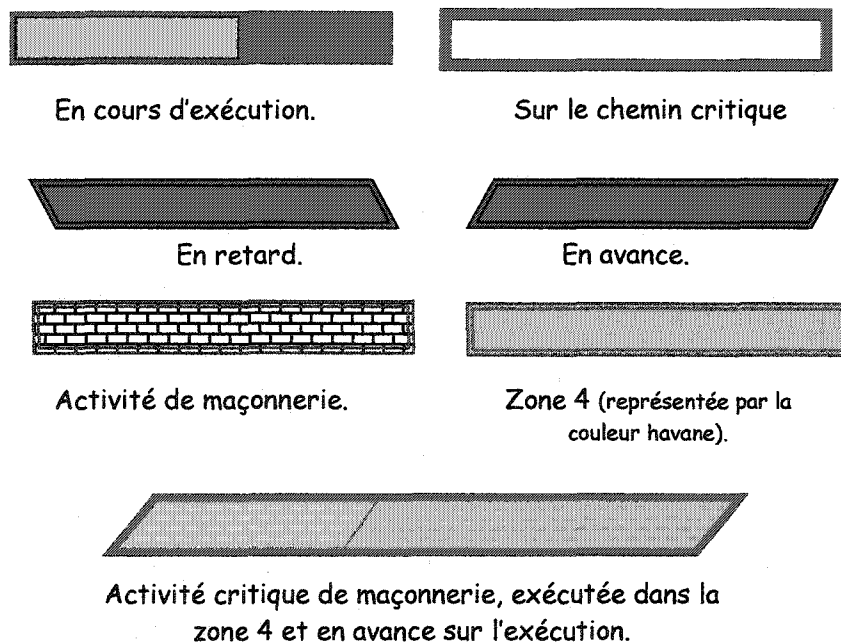 En cours d'exécution.
Sur le chemin critique
En retard.
En avance.
Activité de maçonnerie.
Zone 4 (représentée par la
couleur havane).
Activité critique de maçonnerie, exécutée dans la
zone 4 et en avance sur l'exécution.